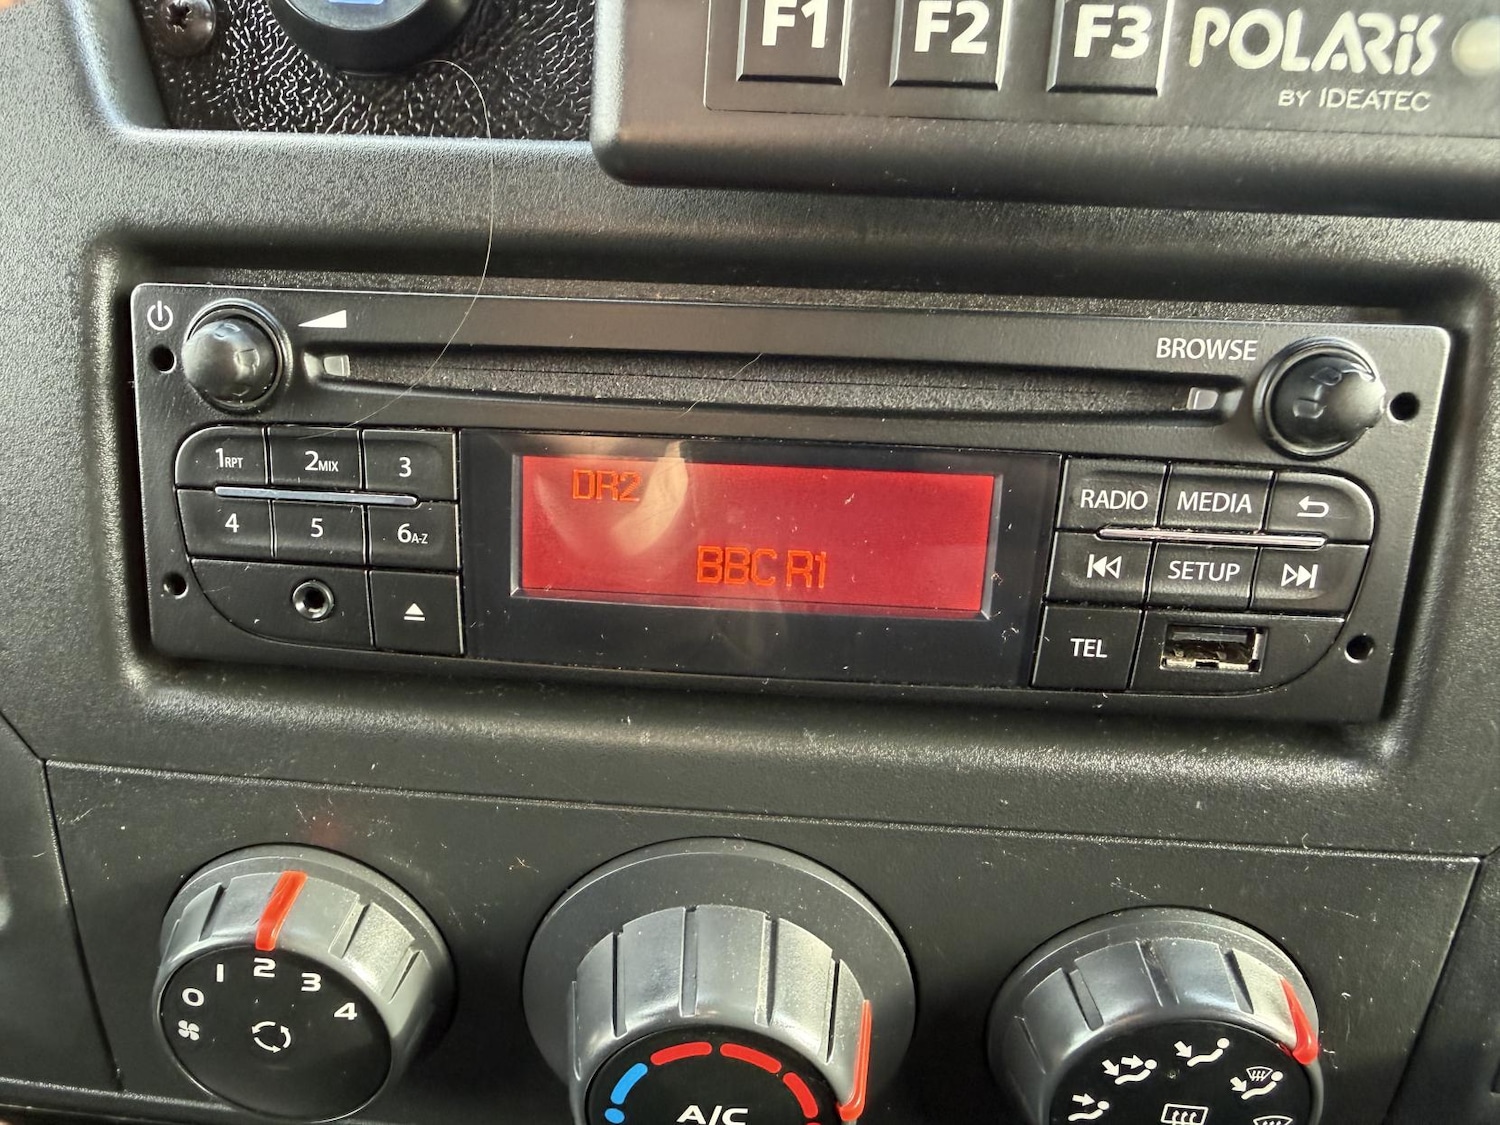 F1 F2 F3 POLARIS
BY IDEATEC
BROWSE
1RPT 2MIX 3
4 5 6A-Z
DR2
BBC R1
RADIO MEDIA
SETUP
TEL
0 1 2 3 4
A/C